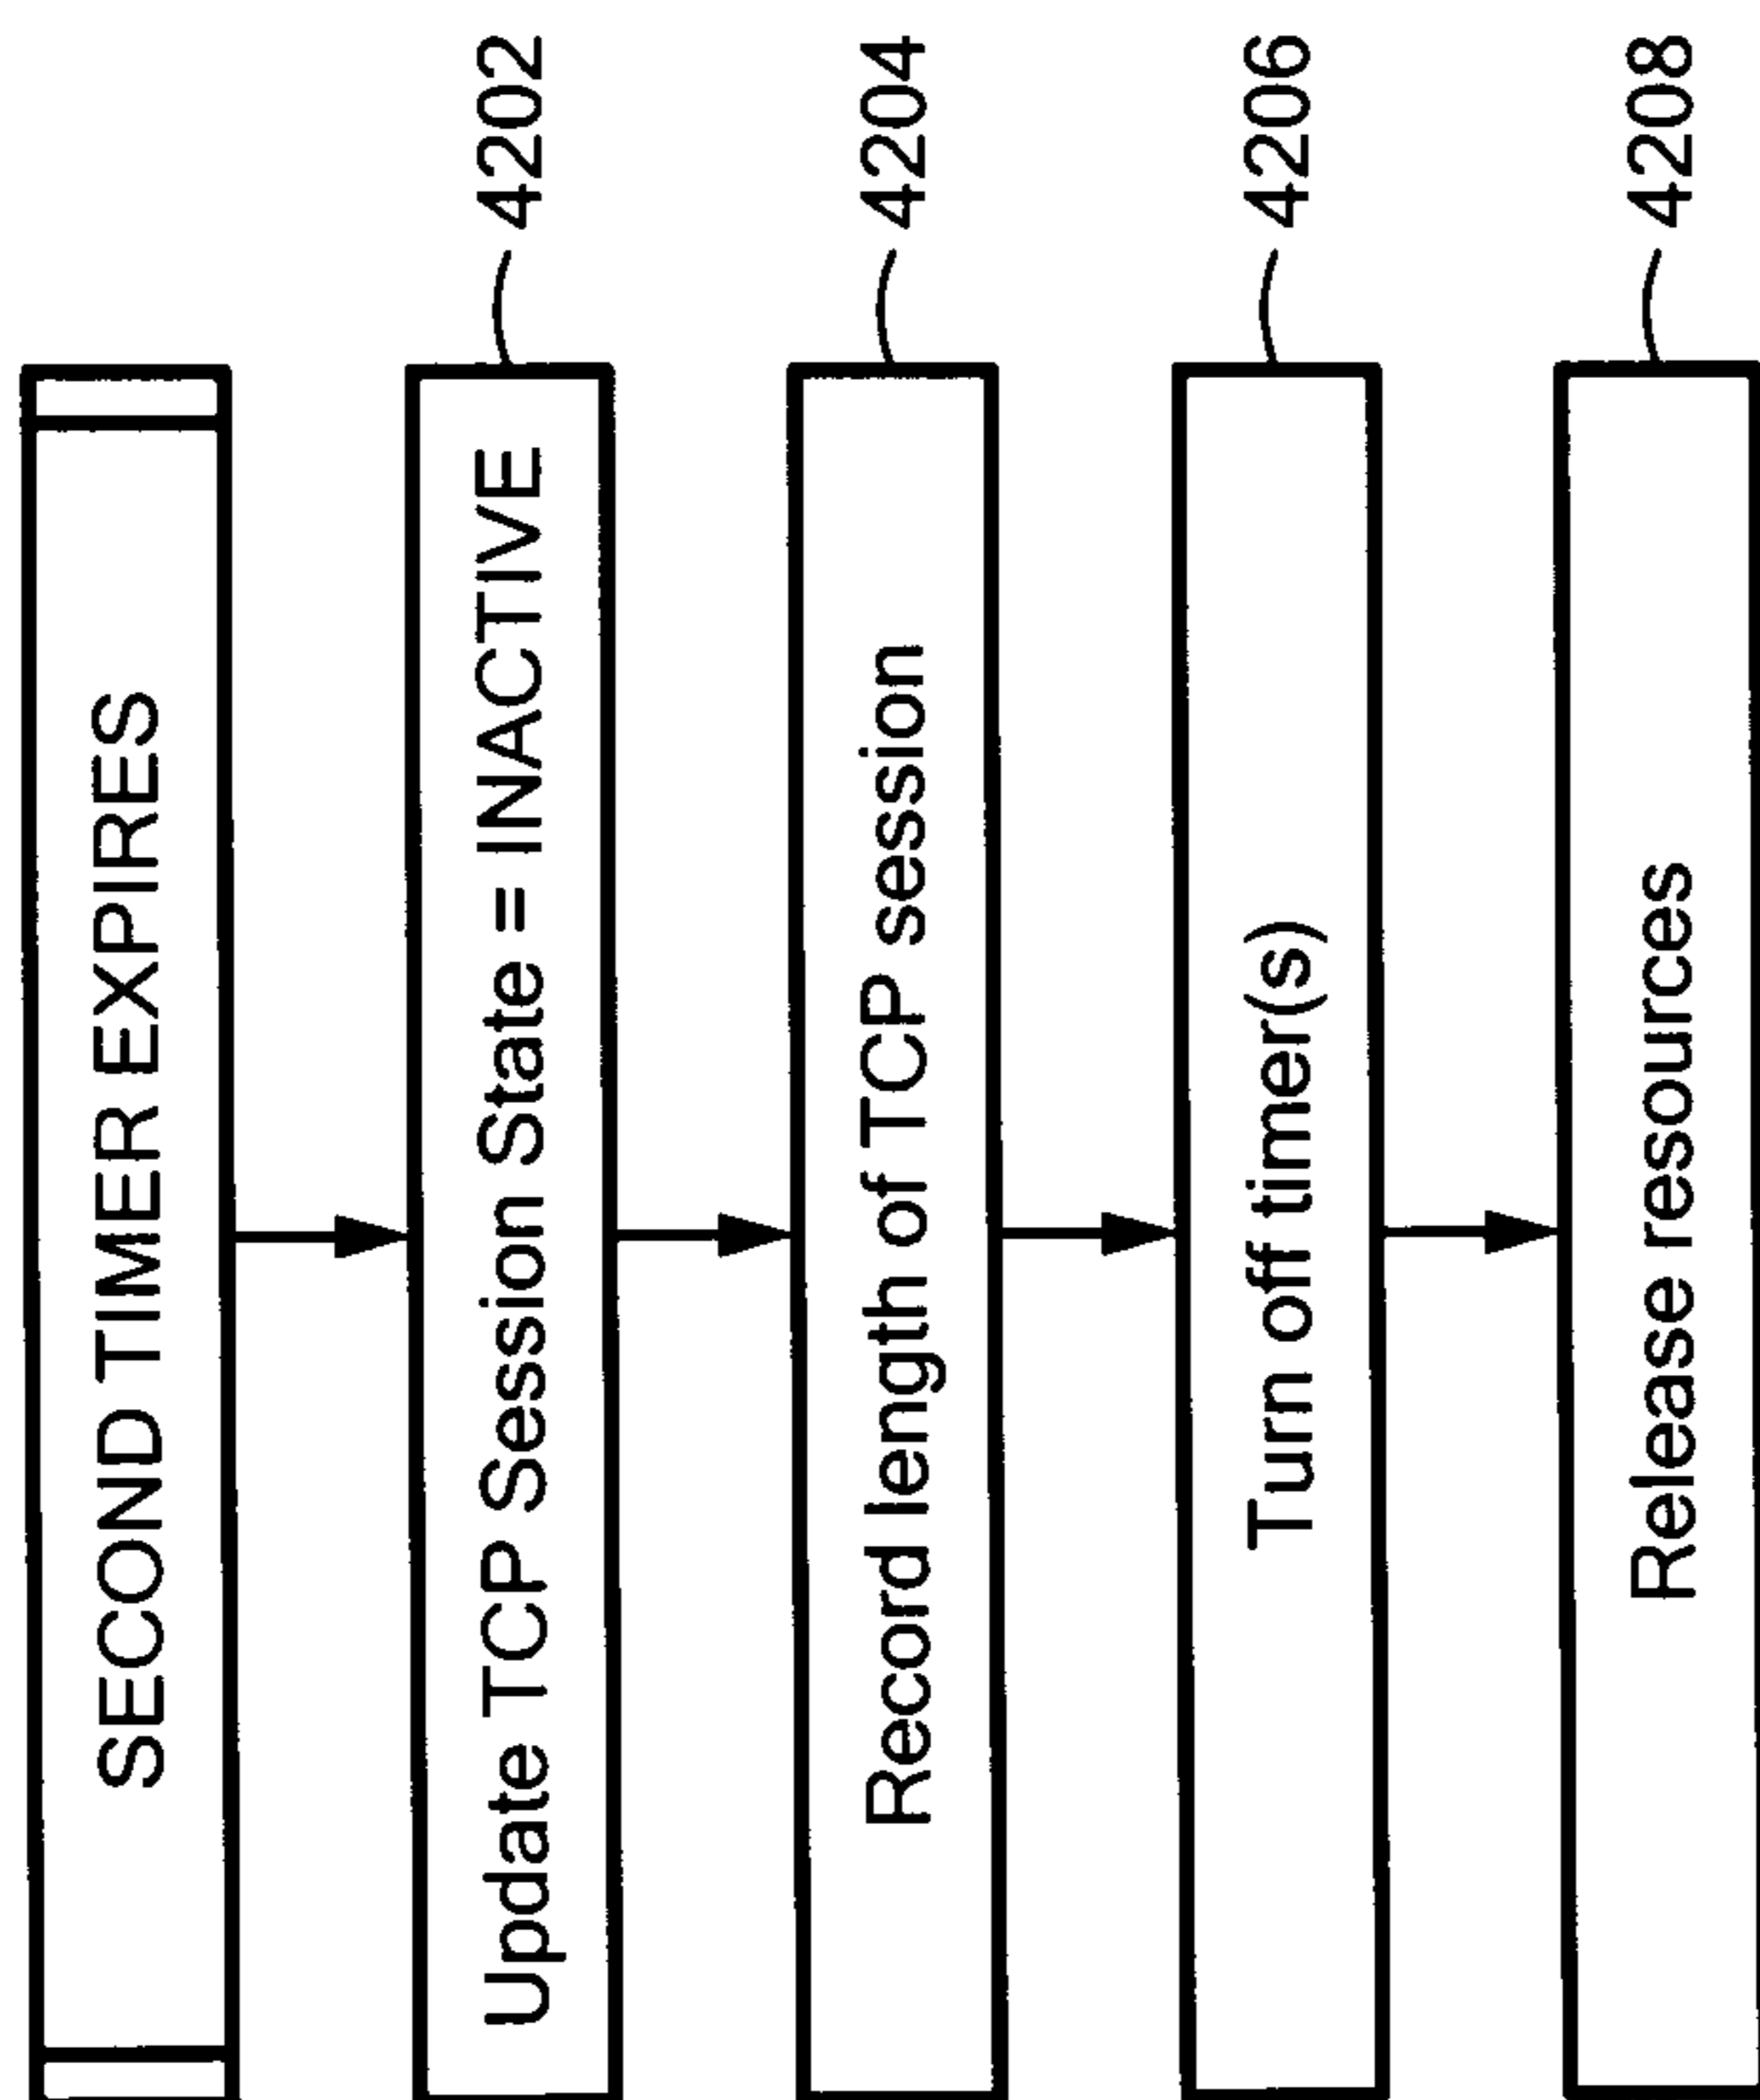 SECOND TIMER EXPIRES
Update TCP Session State = INACTIVE
4202
Record length of TCP session
4204
Turn off timer(s)
4206
Release resources
4208